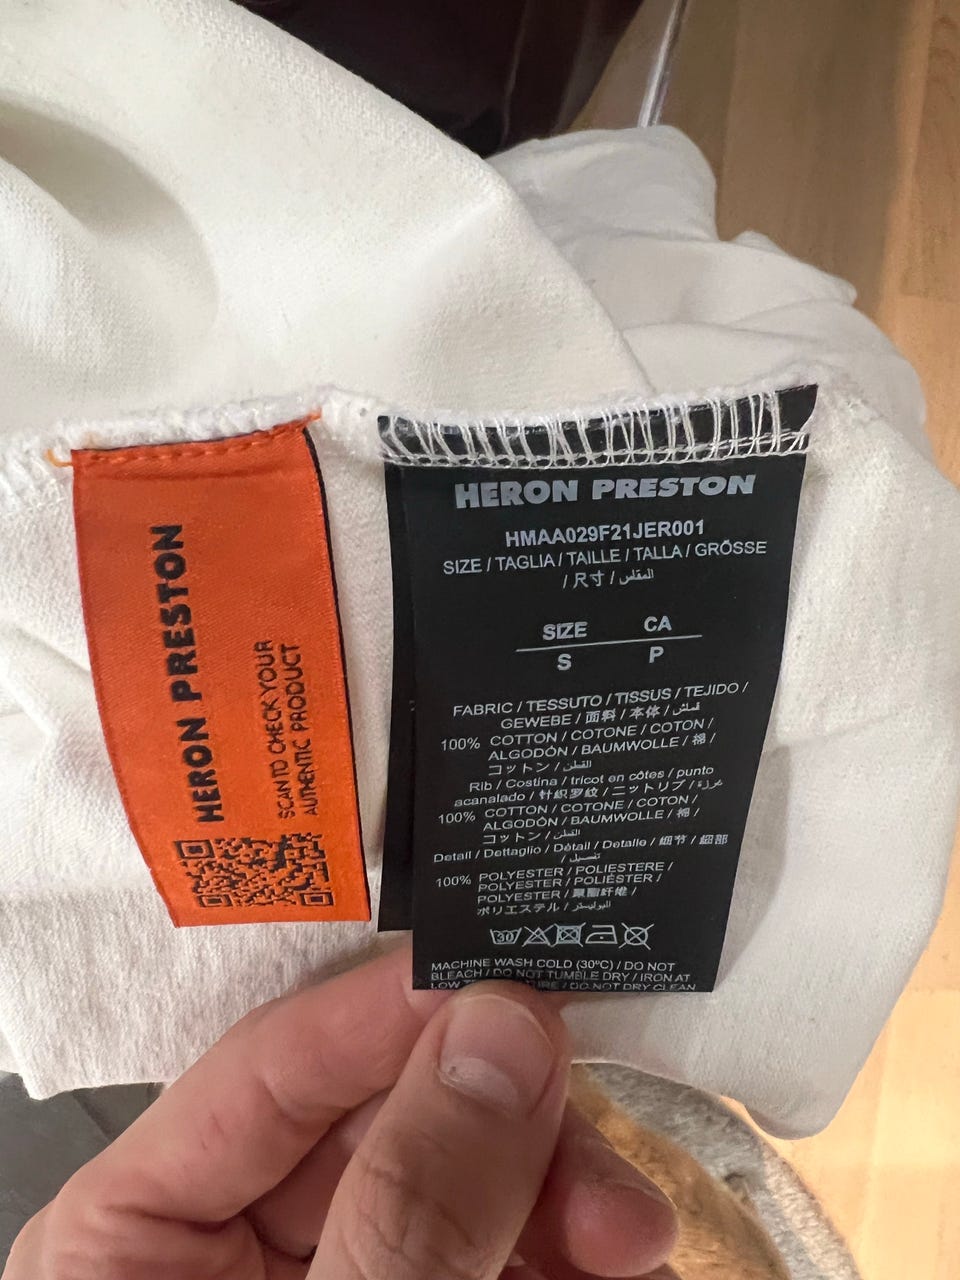 HERON PRESTON
SCAN TO CHECK YOUR
AUTHENTIC PRODUCT
HERON PRESTON
HMAA029F21JER001
SIZE / TAGLIA / TAILLE / TALLA / GRÖSSE
/ 尺寸 / المقاس
SIZE CA
S P
FABRIC / TESSUTO / TISSUS / TEJIDO /
GEWEBE / 面料 / 本体 / قماش
100% COTTON / COTONE / COTON /
ALGODÓN / BAUMWOLLE / 棉 /
コットン / القطن
Rib / Costina / tricot en côtes / punto
acanalado / 针织罗纹 / ニットリブ / غرزة
100% COTTON / COTONE / COTON /
ALGODÓN / BAUMWOLLE / 棉 /
コットン / القطن
Detail / Dettaglio / Détail / Detalle / 细节 / 細部
/ تفصيل
100% POLYESTER / POLIESTERE /
POLYESTER / POLIÉSTER /
POLYESTER / 聚酯纤维 /
ポリエステル / البوليستر
30
MACHINE WASH COLD (30ºC) / DO NOT
BLEACH / DO NOT TUMBLE DRY / IRON AT
LOW / DO NOT DRY CLEAN